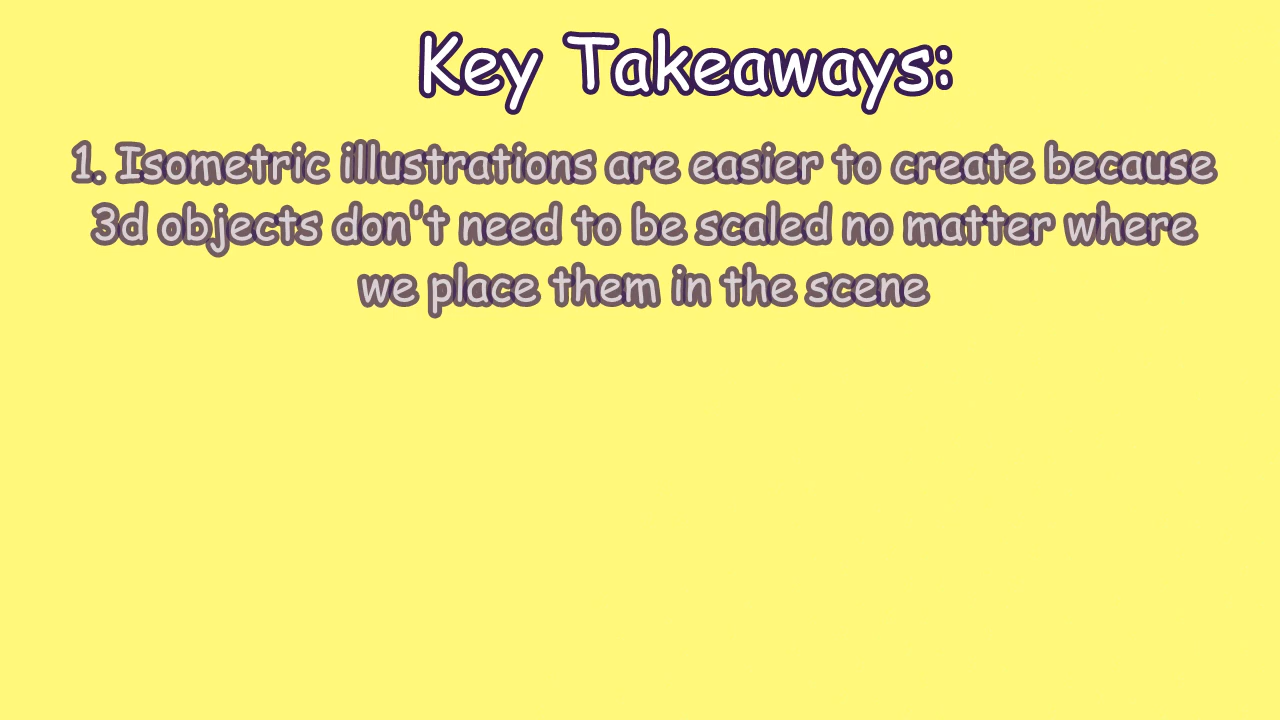 Key Takeaways:
1. Isometric illustrations are easier to create because
3d objects don't need to be scaled no matter where
we place them in the scene